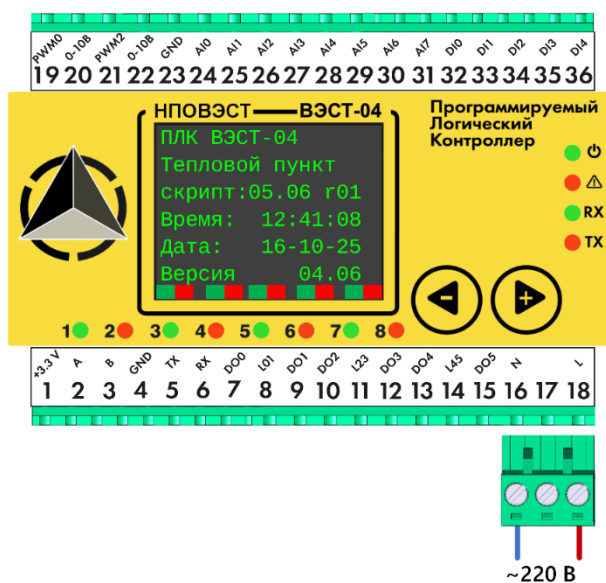 PWM0 0-10В PWM2 0-10В GND AI0 AI1 AI2 AI3 AI4 AI5 AI6 AI7 DI0 DI1 DI2 DI3 DI4
19 20 21 22 23 24 25 26 27 28 29 30 31 32 33 34 35 36
НПОВЭСТ ВЭСТ-04
ПЛК ВЭСТ-04
Тепловой пункт
скрипт:05.06 r01
Время: 12:41:08
Дата: 16-10-25
Версия 04.06
Программируемый
Логический
Контроллер
RX
TX
- +
1 2 3 4 5 6 7 8
+3.3 V A B GND TX RX DO0 L01 DO1 DO2 L23 DO3 DO4 L45 DO5 N L
1 2 3 4 5 6 7 8 9 10 11 12 13 14 15 16 17 18
~220 В